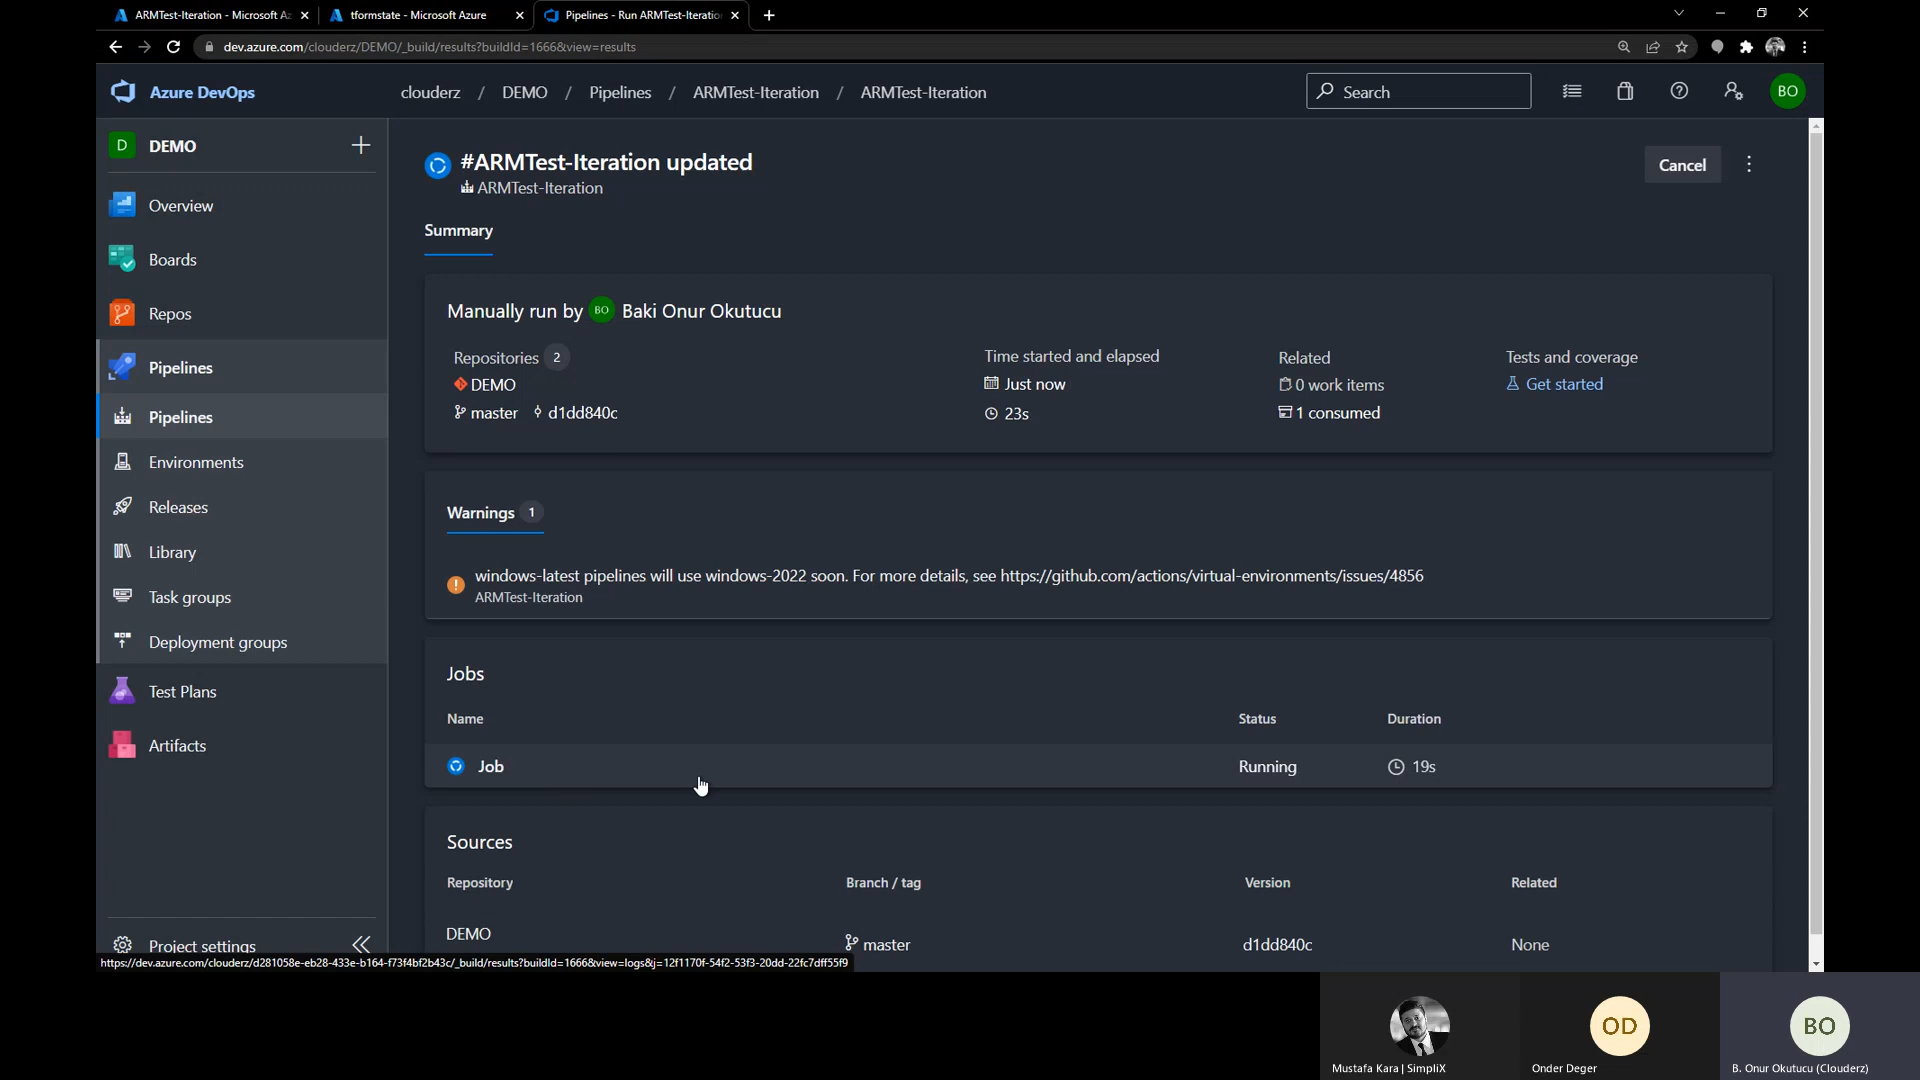 ARMTest-Iteration - Microsoft Az
tformstate - Microsoft Azure
Pipelines - Run ARMTest-Iteratio
dev.azure.com/clouderz/DEMO/_build/results?buildId=1666&view=results
Azure DevOps
clouderz / DEMO / Pipelines / ARMTest-Iteration / ARMTest-Iteration
Search
BO
D DEMO
Overview
Boards
Repos
Pipelines
Pipelines
Environments
Releases
Library
Task groups
Deployment groups
Test Plans
Artifacts
Project settings
#ARMTest-Iteration updated
ARMTest-Iteration
Cancel
Summary
Manually run by BO Baki Onur Okutucu
Repositories 2
DEMO
master d1dd840c
Time started and elapsed
Just now
23s
Related
0 work items
1 consumed
Tests and coverage
Get started
Warnings 1
windows-latest pipelines will use windows-2022 soon. For more details, see https://github.com/actions/virtual-environments/issues/4856
ARMTest-Iteration
Jobs
Name Status Duration
Job Running 19s
Sources
Repository Branch / tag Version Related
DEMO
master d1dd840c None
https://dev.azure.com/clouderz/d281058e-eb28-433e-b164-f73f4bf2b43c/_build/results?buildId=1666&view=logs&j=12f1170f-54f2-53f3-20dd-22fc7dff55f9
OD
BO
Mustafa Kara | SimpliX
Onder Deger
B. Onur Okutucu (Clouderz)